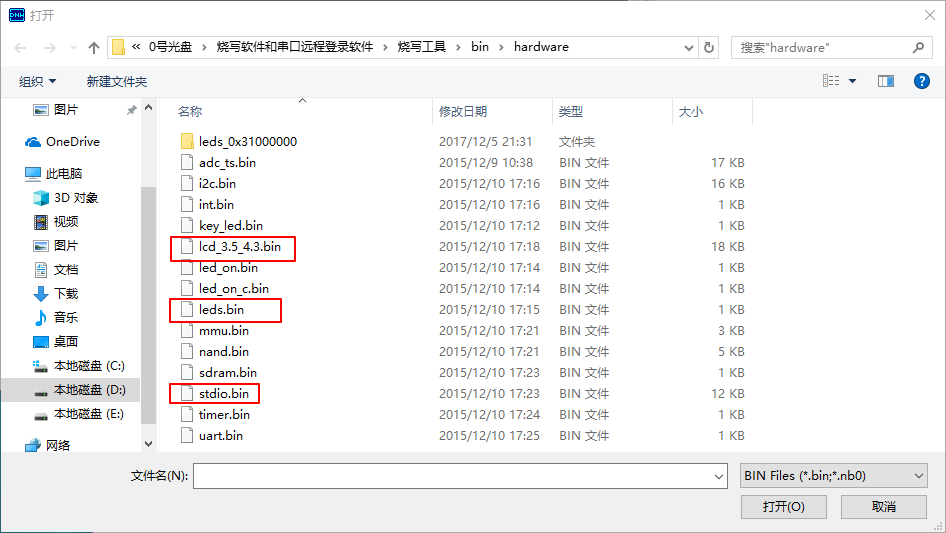 打开
« 0号光盘 › 烧写软件和串口远程登录软件 › 烧写工具 › bin › hardware 搜索"hardware"
组织 新建文件夹
名称 修改日期 类型 大小
图片
OneDrive
此电脑
3D 对象
视频
图片
文档
下载
音乐
桌面
本地磁盘 (C:)
本地磁盘 (D:)
本地磁盘 (E:)
网络
leds_0x31000000 2017/12/5 21:31 文件夹
adc_ts.bin 2015/12/9 10:38 BIN 文件 17 KB
i2c.bin 2015/12/10 17:16 BIN 文件 16 KB
int.bin 2015/12/10 17:16 BIN 文件 1 KB
key_led.bin 2015/12/10 17:12 BIN 文件 1 KB
lcd_3.5_4.3.bin 2015/12/10 17:18 BIN 文件 18 KB
led_on.bin 2015/12/10 17:14 BIN 文件 1 KB
led_on_c.bin 2015/12/10 17:14 BIN 文件 1 KB
leds.bin 2015/12/10 17:15 BIN 文件 1 KB
mmu.bin 2015/12/10 17:21 BIN 文件 3 KB
nand.bin 2015/12/10 17:21 BIN 文件 5 KB
sdram.bin 2015/12/10 17:23 BIN 文件 1 KB
stdio.bin 2015/12/10 17:23 BIN 文件 12 KB
timer.bin 2015/12/10 17:24 BIN 文件 1 KB
uart.bin 2015/12/10 17:25 BIN 文件 1 KB
文件名(N): BIN Files (*.bin;*.nb0)
打开(O) 取消